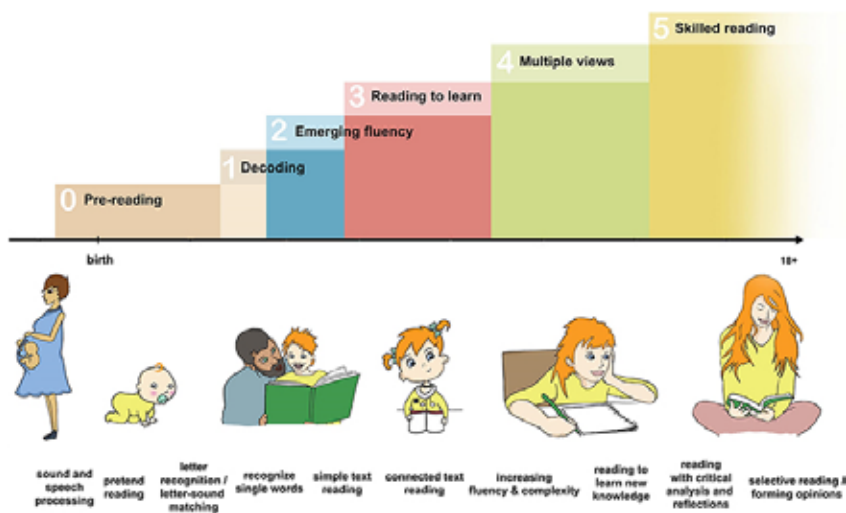 5 Skilled reading
4 Multiple views
3 Reading to learn
2 Emerging fluency
1 Decoding
0 Pre-reading
birth
18+
sound and
speech
processing
pretend
reading
letter
recognition /
letter-sound
matching
recognize
single words
simple text
reading
connected text
reading
increasing
fluency & complexity
reading to
learn new
knowledge
reading
with critical
analysis and
reflections
selective reading /
forming opinions